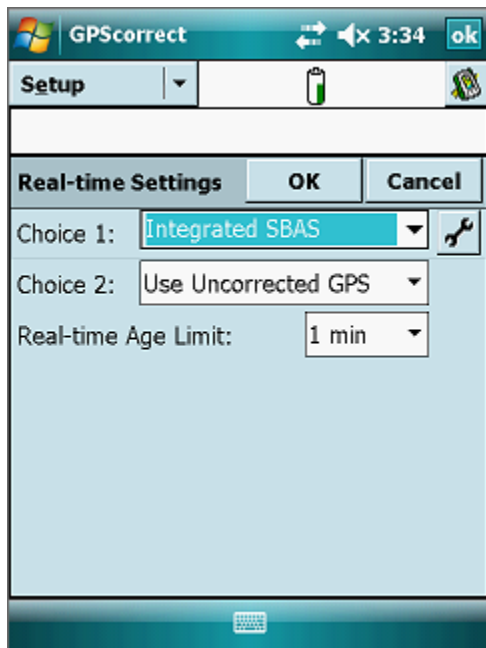 GPScorrect 3:34 ok
Setup
Real-time Settings OK Cancel
Choice 1: Integrated SBAS
Choice 2: Use Uncorrected GPS
Real-time Age Limit: 1 min